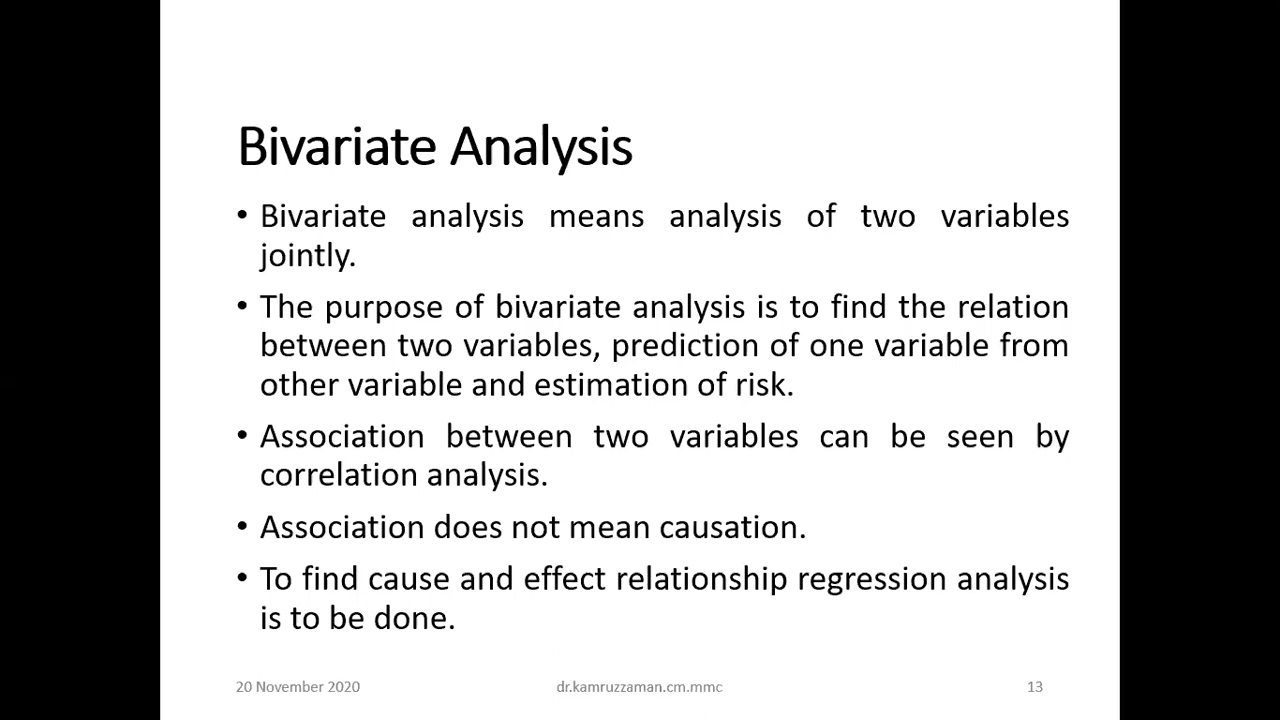 Bivariate Analysis
• Bivariate analysis means analysis of two variables
jointly.
• The purpose of bivariate analysis is to find the relation
between two variables, prediction of one variable from
other variable and estimation of risk.
• Association between two variables can be seen by
correlation analysis.
• Association does not mean causation.
• To find cause and effect relationship regression analysis
is to be done.
20 November 2020 dr.kamruzzaman.cm.mmc 13